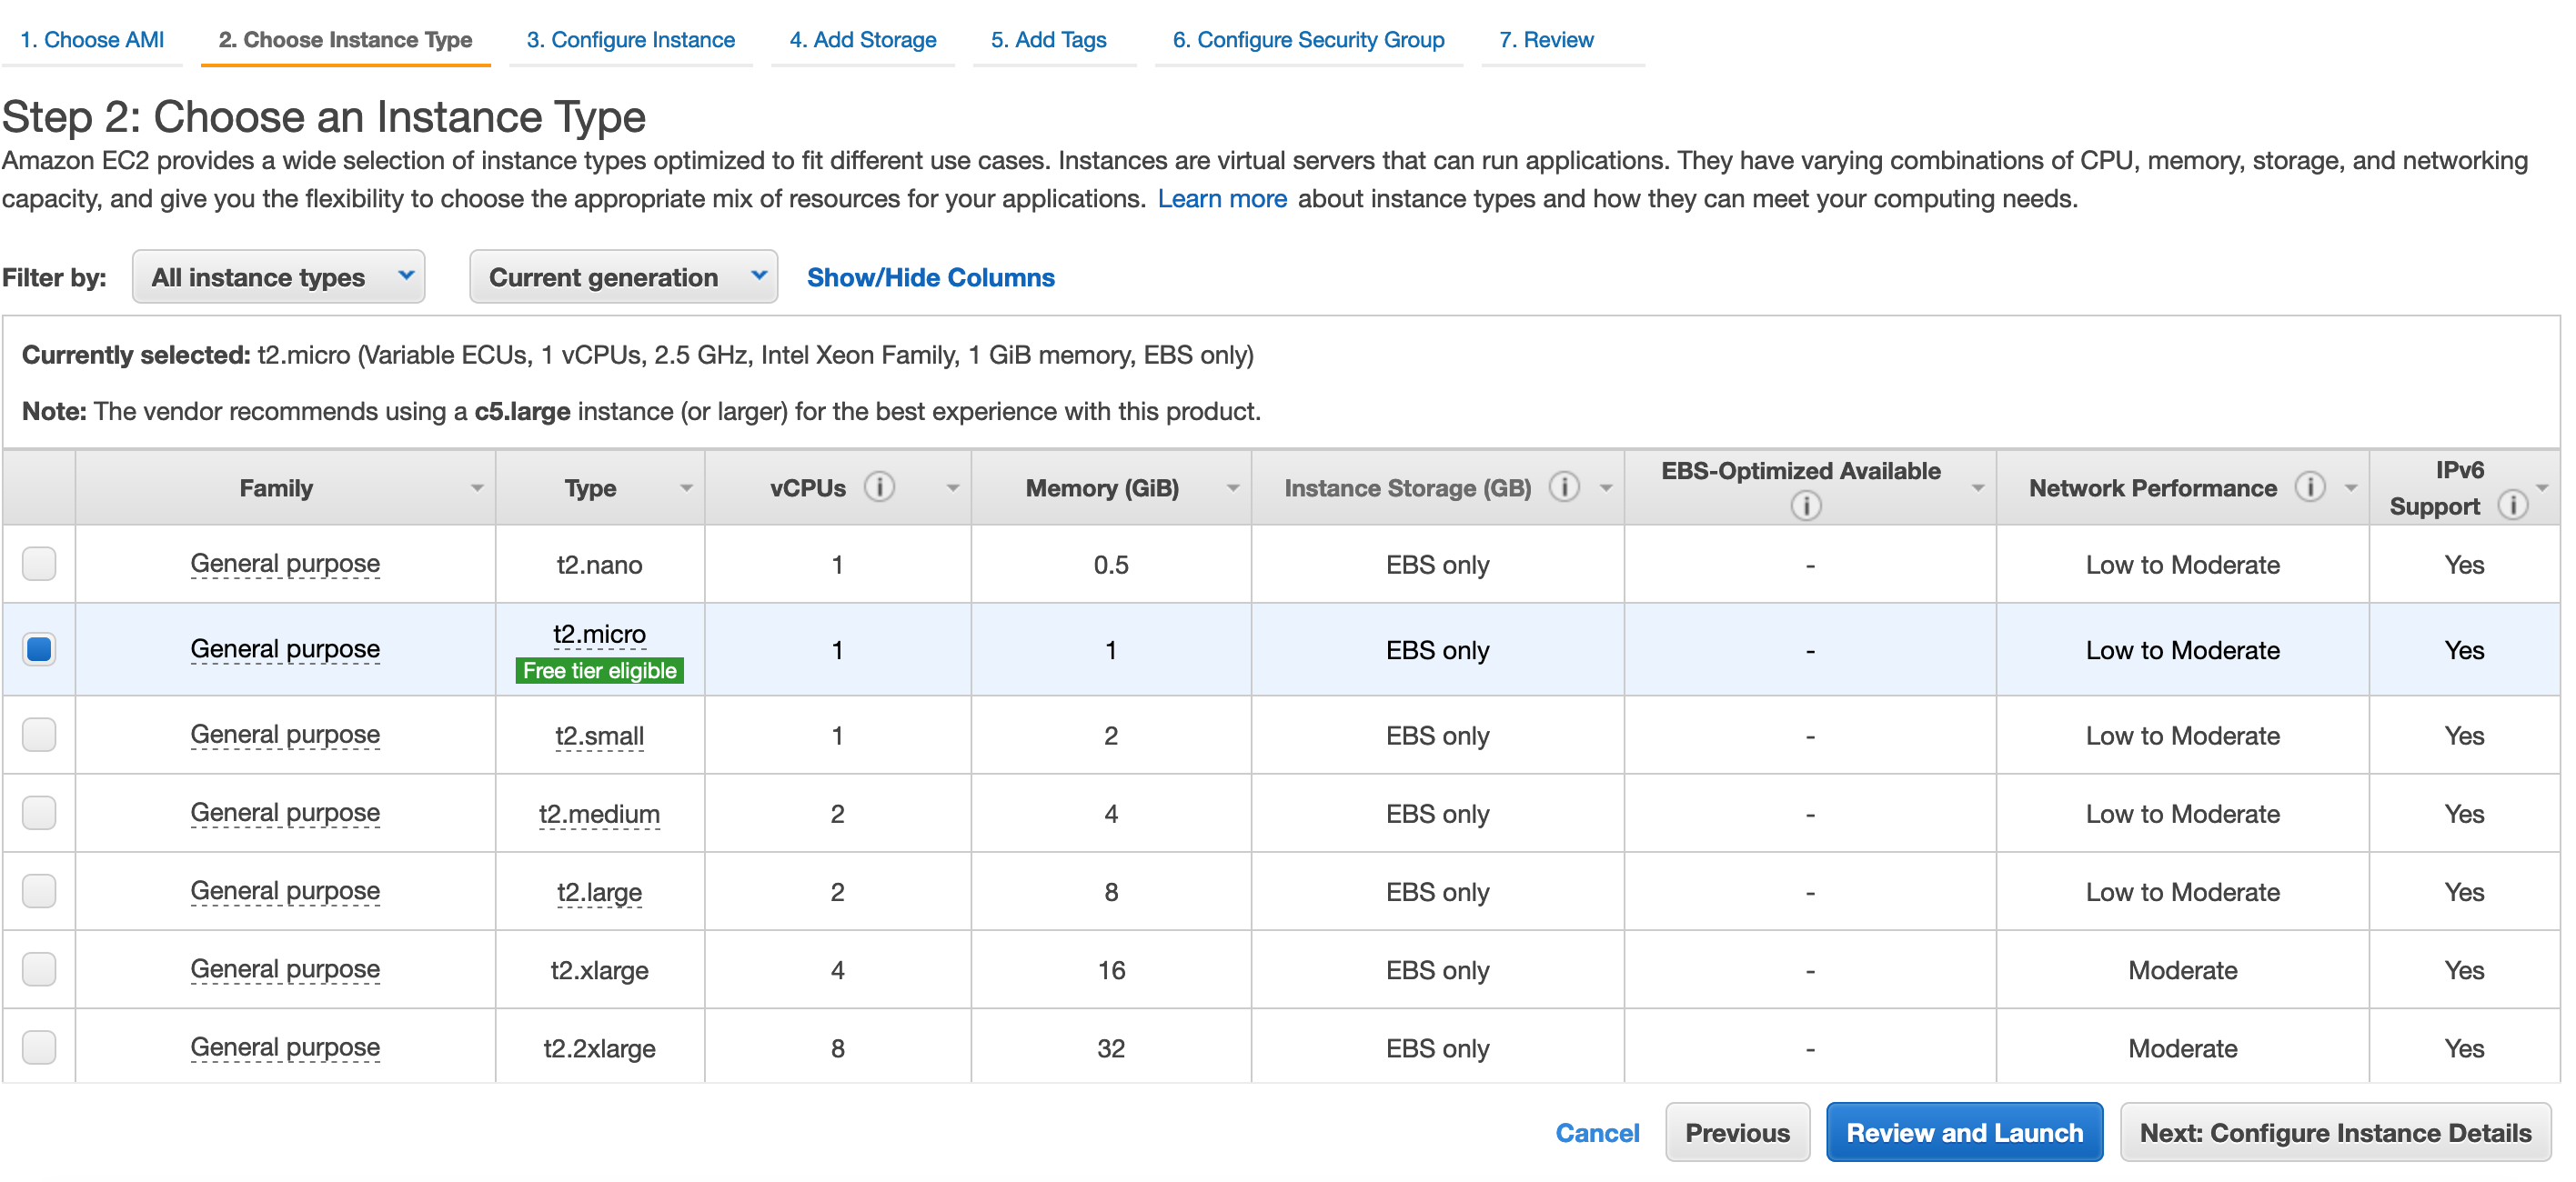 1. Choose AMI 2. Choose Instance Type 3. Configure Instance 4. Add Storage 5. Add Tags 6. Configure Security Group 7. Review
Step 2: Choose an Instance Type
Amazon EC2 provides a wide selection of instance types optimized to fit different use cases. Instances are virtual servers that can run applications. They have varying combinations of CPU, memory, storage, and networking
capacity, and give you the flexibility to choose the appropriate mix of resources for your applications. Learn more about instance types and how they can meet your computing needs.
Filter by: All instance types Current generation Show/Hide Columns
Currently selected: t2.micro (Variable ECUs, 1 vCPUs, 2.5 GHz, Intel Xeon Family, 1 GiB memory, EBS only)
Note: The vendor recommends using a c5.large instance (or larger) for the best experience with this product.
Family Type vCPUs i Memory (GiB) Instance Storage (GB) i EBS-Optimized Available i Network Performance i IPv6 Support i
General purpose t2.nano 1 0.5 EBS only - Low to Moderate Yes
General purpose t2.micro Free tier eligible 1 1 EBS only - Low to Moderate Yes
General purpose t2.small 1 2 EBS only - Low to Moderate Yes
General purpose t2.medium 2 4 EBS only - Low to Moderate Yes
General purpose t2.large 2 8 EBS only - Low to Moderate Yes
General purpose t2.xlarge 4 16 EBS only - Moderate Yes
General purpose t2.2xlarge 8 32 EBS only - Moderate Yes
Cancel Previous Review and Launch Next: Configure Instance Details